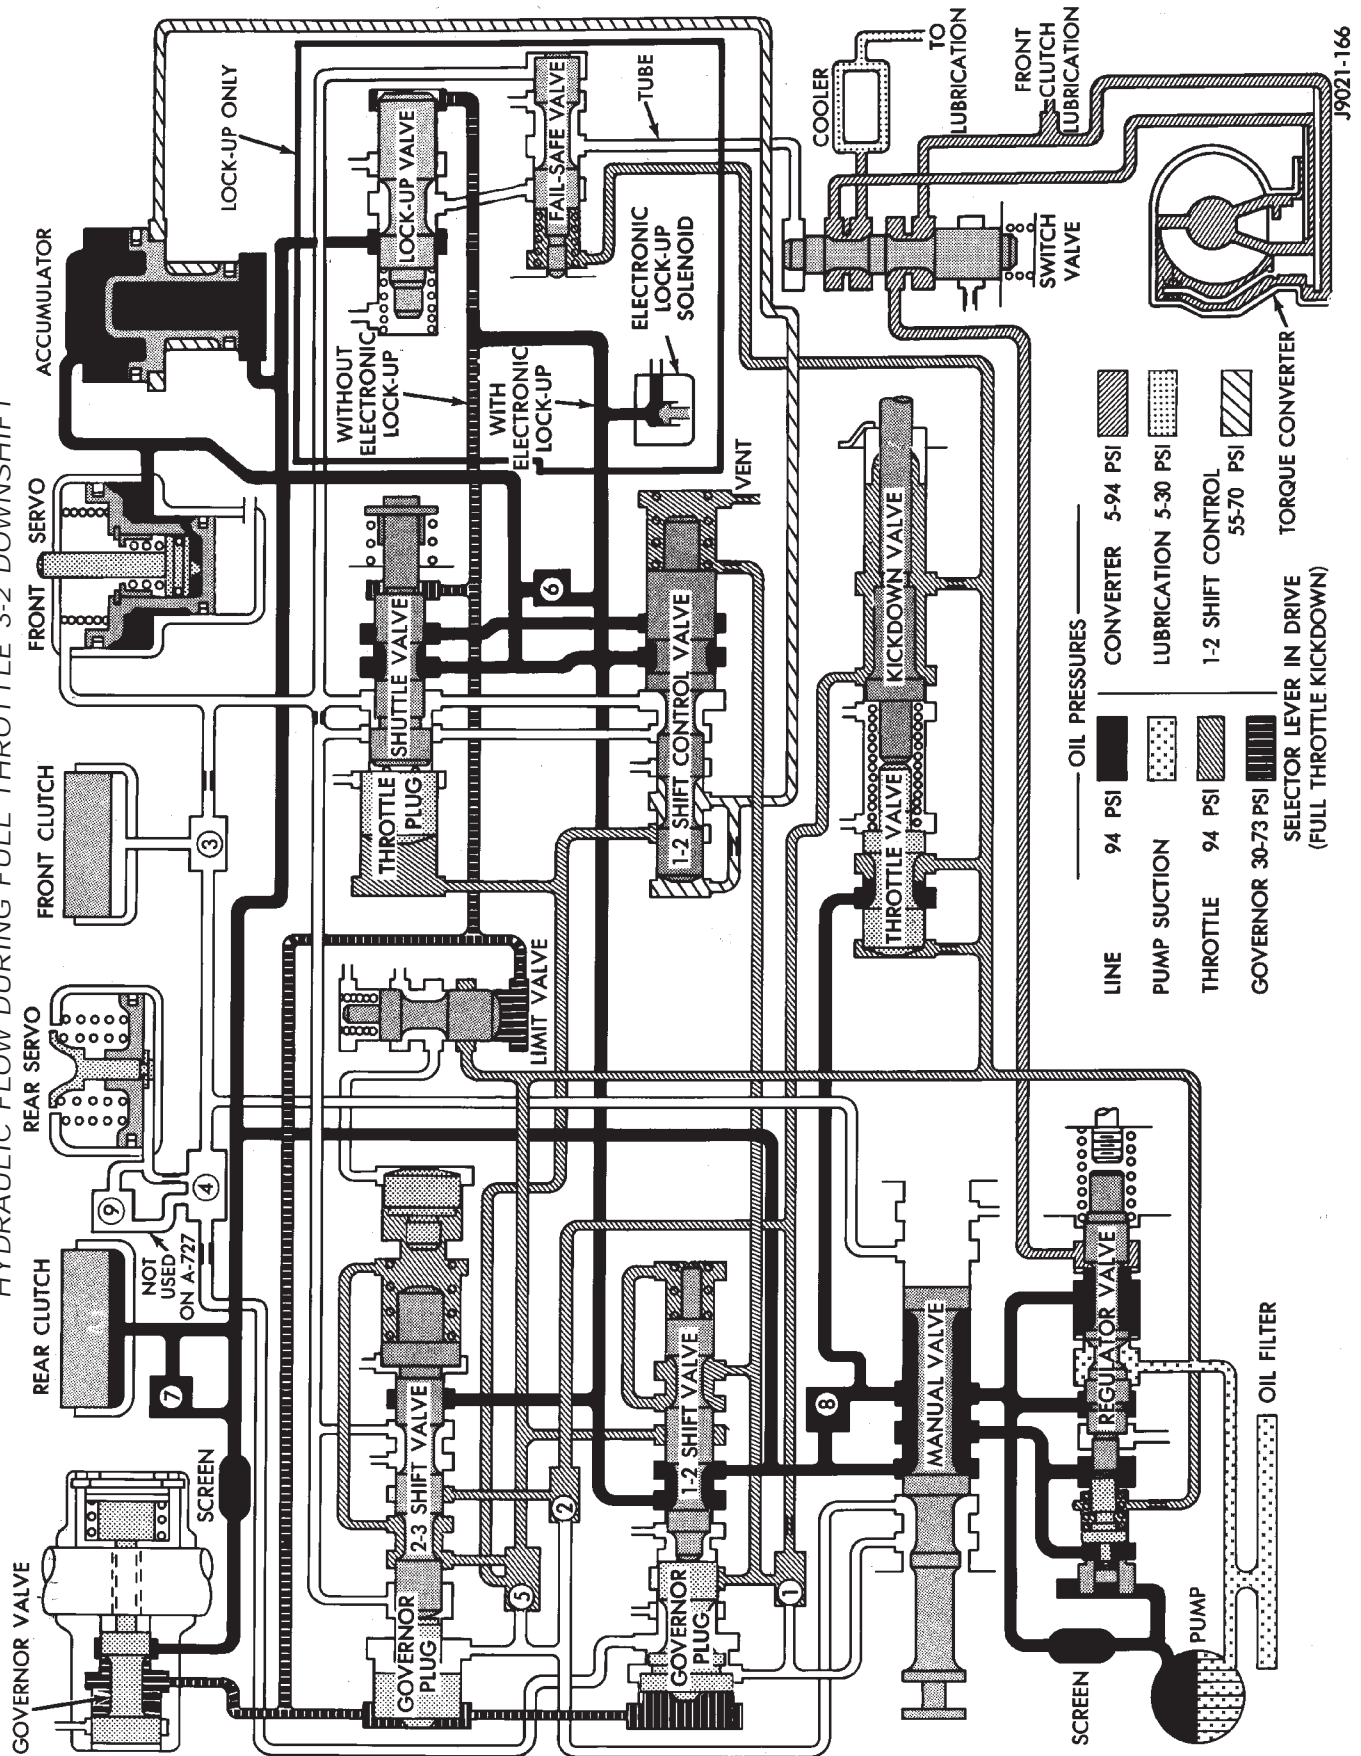 HYDRAULIC FLOW DURING FULL THROTTLE 3-2 DOWNSHIFT
GOVERNOR VALVE
SCREEN
REAR CLUTCH
7
NOT
USED
ON A-727
9
4
REAR SERVO
FRONT CLUTCH
3
FRONT SERVO
ACCUMULATOR
LOCK-UP ONLY
GOVERNOR
PLUG
2-3 SHIFT VALVE
5
2
LIMIT VALVE
THROTTLE
PLUG
SHUTTLE VALVE
6
WITHOUT
ELECTRONIC
LOCK-UP
WITH
ELECTRONIC
LOCK-UP
LOCK-UP VALVE
FAIL-SAFE VALVE
TUBE
ELECTRONIC
LOCK-UP
SOLENOID
GOVERNOR
PLUG
1-2 SHIFT VALVE
1
1-2 SHIFT CONTROL VALVE
VENT
8
MANUAL VALVE
THROTTLE VALVE
KICKDOWN VALVE
SWITCH
VALVE
COOLER
TO
LUBRICATION
FRONT
CLUTCH
LUBRICATION
SCREEN
PUMP
REGULATOR VALVE
OIL FILTER
OIL PRESSURES
LINE 94 PSI
PUMP SUCTION
THROTTLE 94 PSI
GOVERNOR 30-73 PSI
CONVERTER 5-94 PSI
LUBRICATION 5-30 PSI
1-2 SHIFT CONTROL
55-70 PSI
SELECTOR LEVER IN DRIVE
(FULL THROTTLE KICKDOWN)
TORQUE CONVERTER
J9021-166